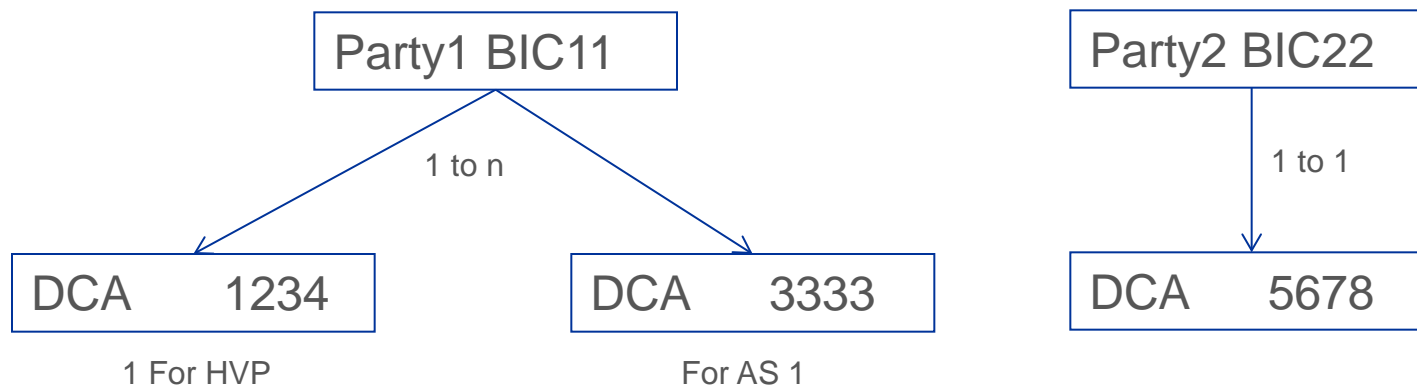 Party1 BIC11
Party2 BIC22
1 to n
1 to 1
DCA 1234
DCA 3333
DCA 5678
1 For HVP
For AS 1